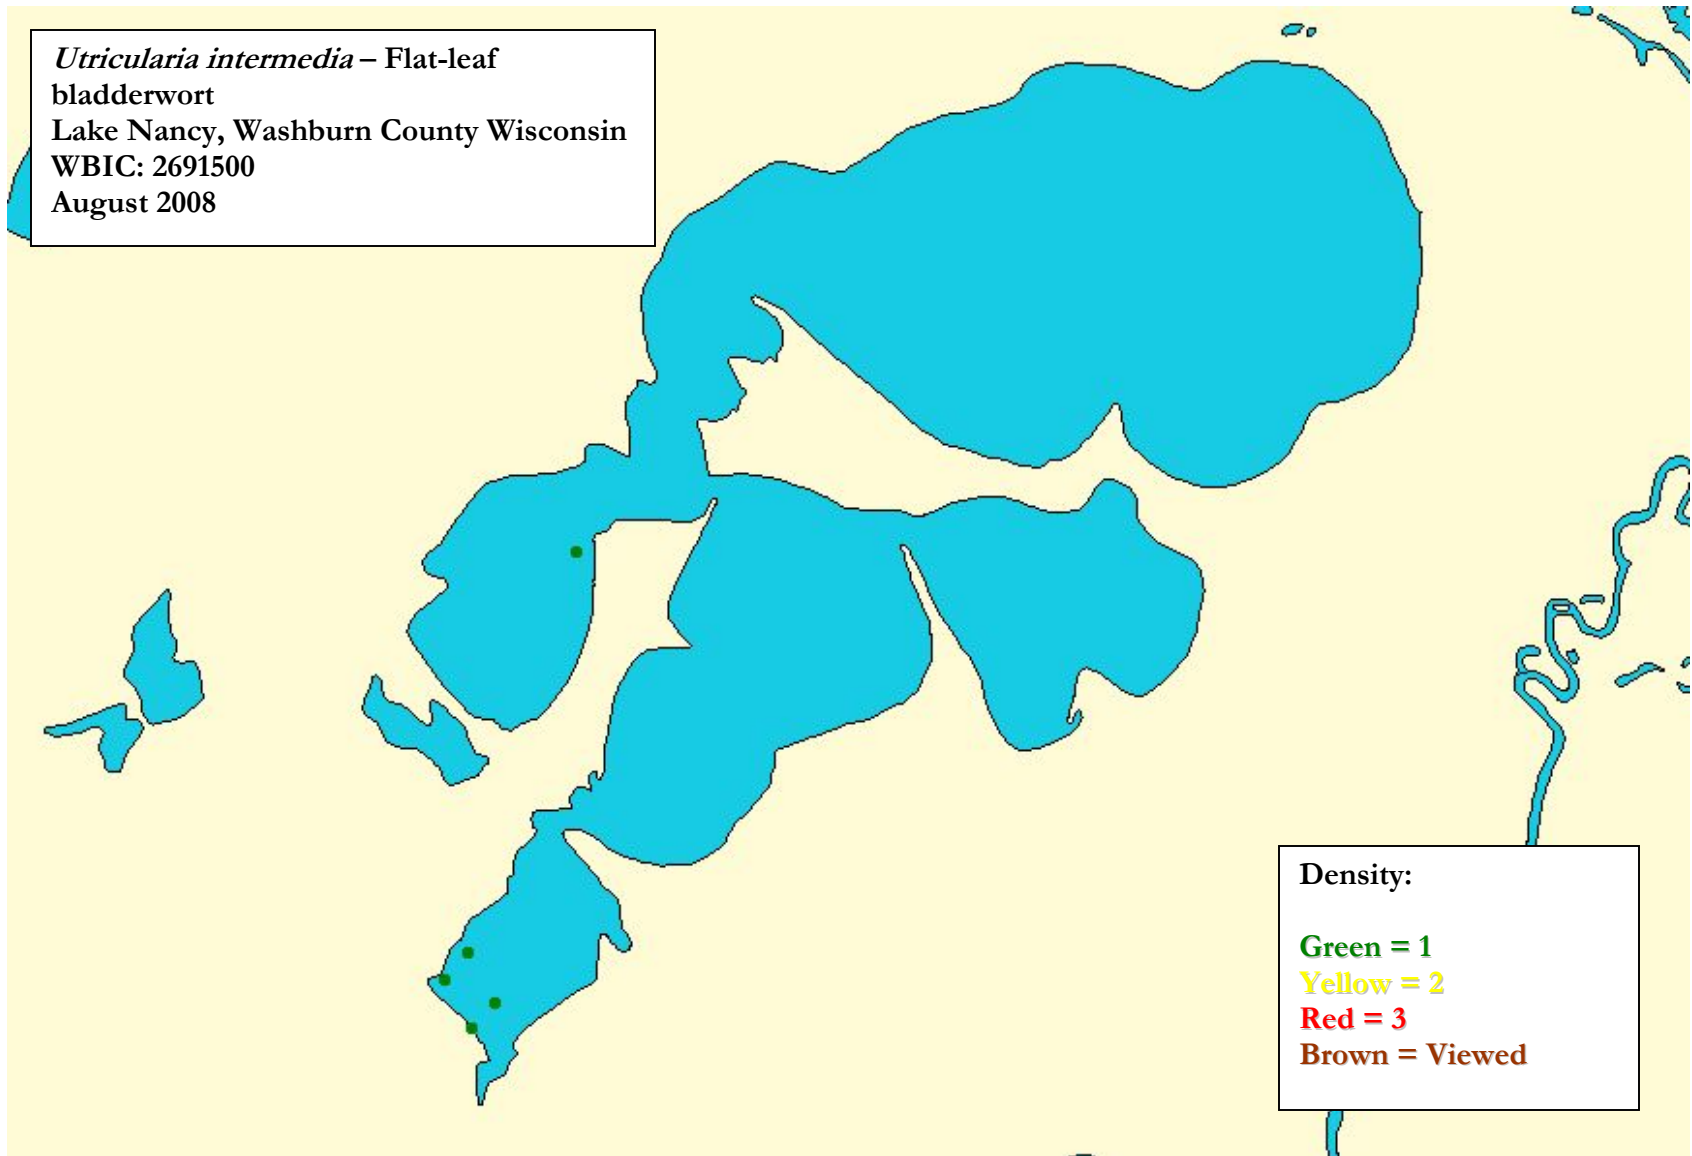 Utricularia intermedia – Flat-leaf
bladderwort
Lake Nancy, Washburn County Wisconsin
WBIC: 2691500
August 2008
Density:
Green = 1
Yellow = 2
Red = 3
Brown = Viewed